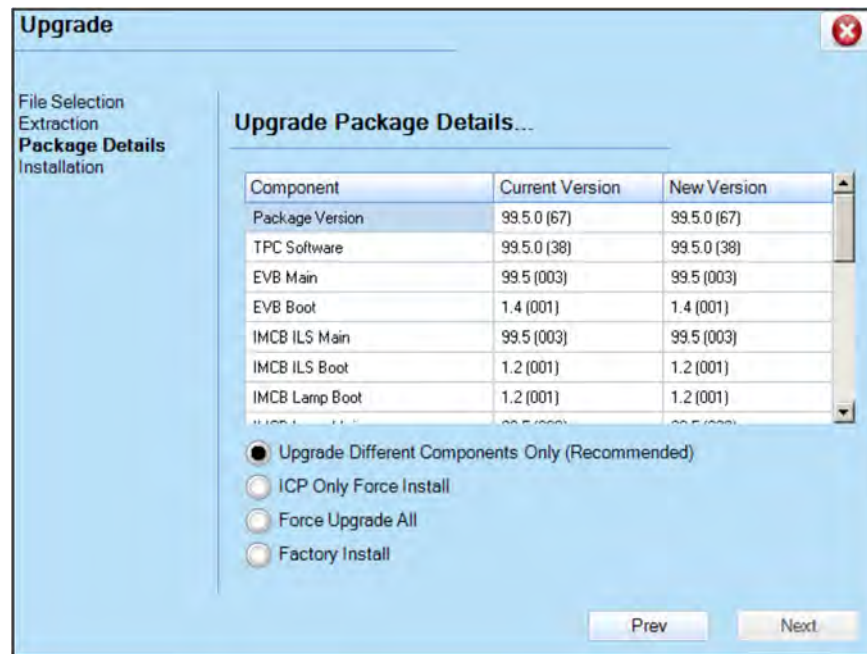 Upgrade
File Selection
Extraction
Package Details
Installation
Upgrade Package Details...
Component Current Version New Version
Package Version 99.5.0 (67) 99.5.0 (67)
TPC Software 99.5.0 (38) 99.5.0 (38)
EVB Main 99.5 (003) 99.5 (003)
EVB Boot 1.4 (001) 1.4 (001)
IMCB ILS Main 99.5 (003) 99.5 (003)
IMCB ILS Boot 1.2 (001) 1.2 (001)
IMCB Lamp Boot 1.2 (001) 1.2 (001)
Upgrade Different Components Only (Recommended)
ICP Only Force Install
Force Upgrade All
Factory Install
Prev Next